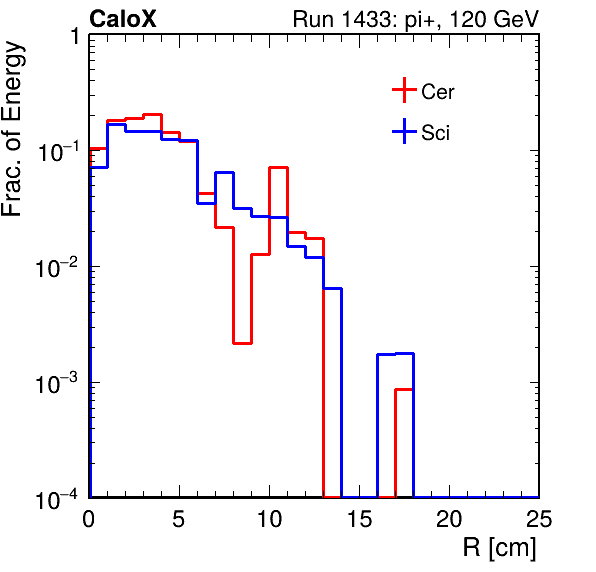 CaloX Run 1433: pi+, 120 GeV
Frac. of Energy
1
10⁻¹
10⁻²
10⁻³
10⁻⁴
Cer
Sci
0 5 10 15 20 25
R [cm]